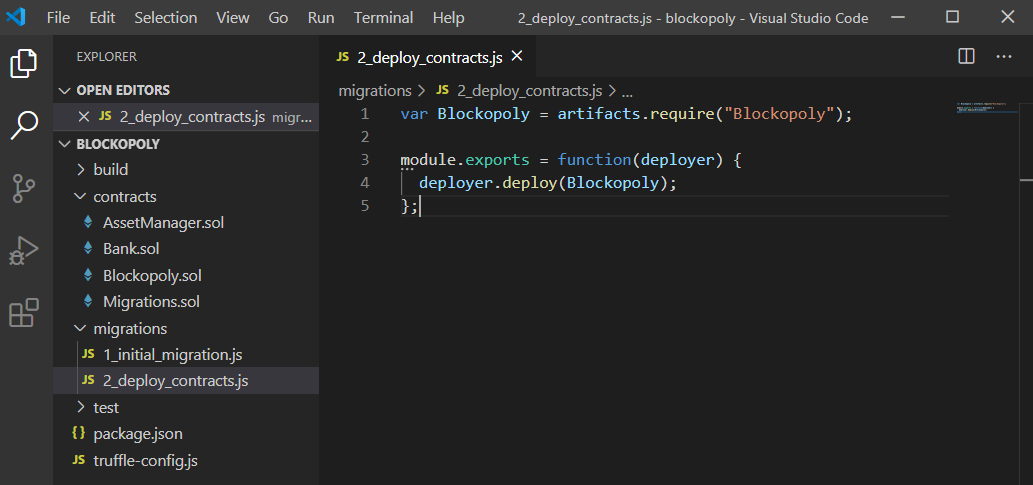 File Edit Selection View Go Run Terminal Help 2_deploy_contracts.js - blockopoly - Visual Studio Code
EXPLORER
OPEN EDITORS
JS 2_deploy_contracts.js migr...
BLOCKOPOLY
build
contracts
AssetManager.sol
Bank.sol
Blockopoly.sol
Migrations.sol
migrations
JS 1_initial_migration.js
JS 2_deploy_contracts.js
test
{} package.json
JS truffle-config.js
JS 2_deploy_contracts.js
migrations > JS 2_deploy_contracts.js > ...
1 var Blockopoly = artifacts.require("Blockopoly");
2
3 module.exports = function(deployer) {
4 deployer.deploy(Blockopoly);
5 };